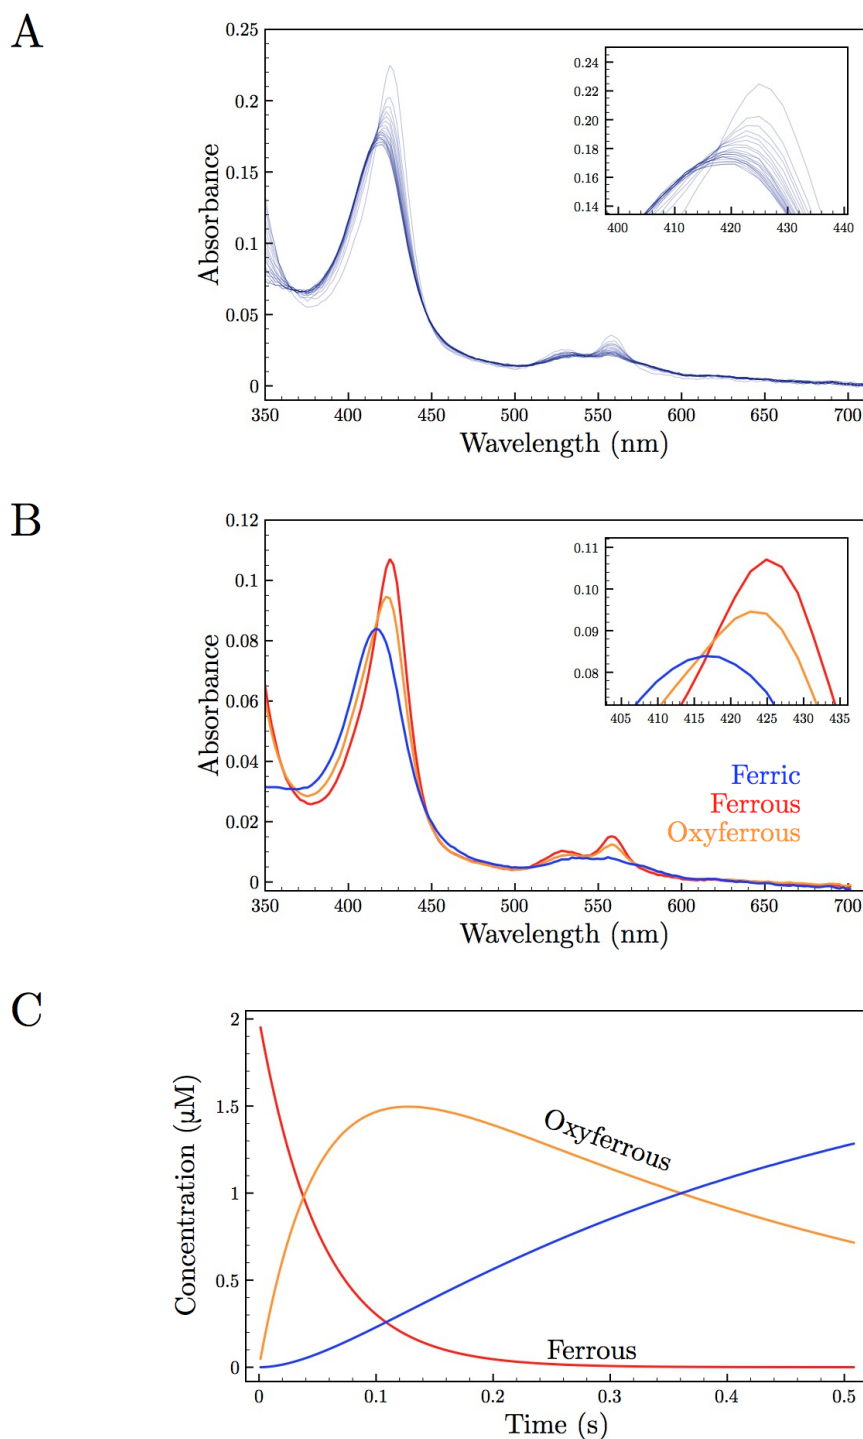 A
0.25
0.2
0.15
0.1
0.05
0
Absorbance
350 400 450 500 550 600 650 700
Wavelength (nm)
0.24
0.22
0.20
0.18
0.16
0.14
400 410 420 430 440
B
0.12
0.1
0.08
0.06
0.04
0.02
0
Absorbance
350 400 450 500 550 600 650 700
Wavelength (nm)
0.11
0.10
0.09
0.08
405 410 415 420 425 430 435
Ferric
Ferrous
Oxyferrous
C
2
1.5
1
0.5
0
Concentration (µM)
Oxyferrous
Ferrous
0 0.1 0.2 0.3 0.4 0.5
Time (s)